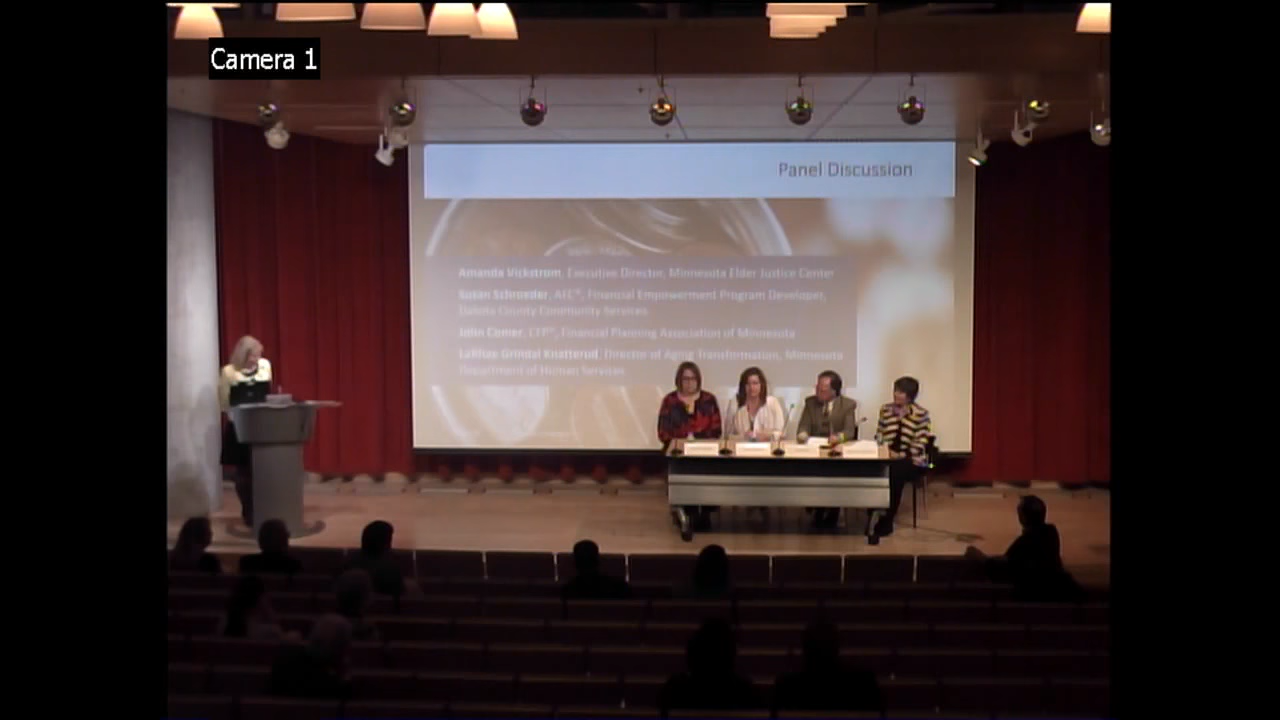 Camera 1
Panel Discussion
Amanda Vickstrom, Executive Director, Minnesota Elder Justice Center
Susan Schroeder, AFC®, Financial Empowerment Program Developer,
Dakota County Community Services
John Comer, CFP®, Financial Planning Association of Minnesota
LaRhae Grindal Knatterud, Director of Aging Transformation, Minnesota
Department of Human Services